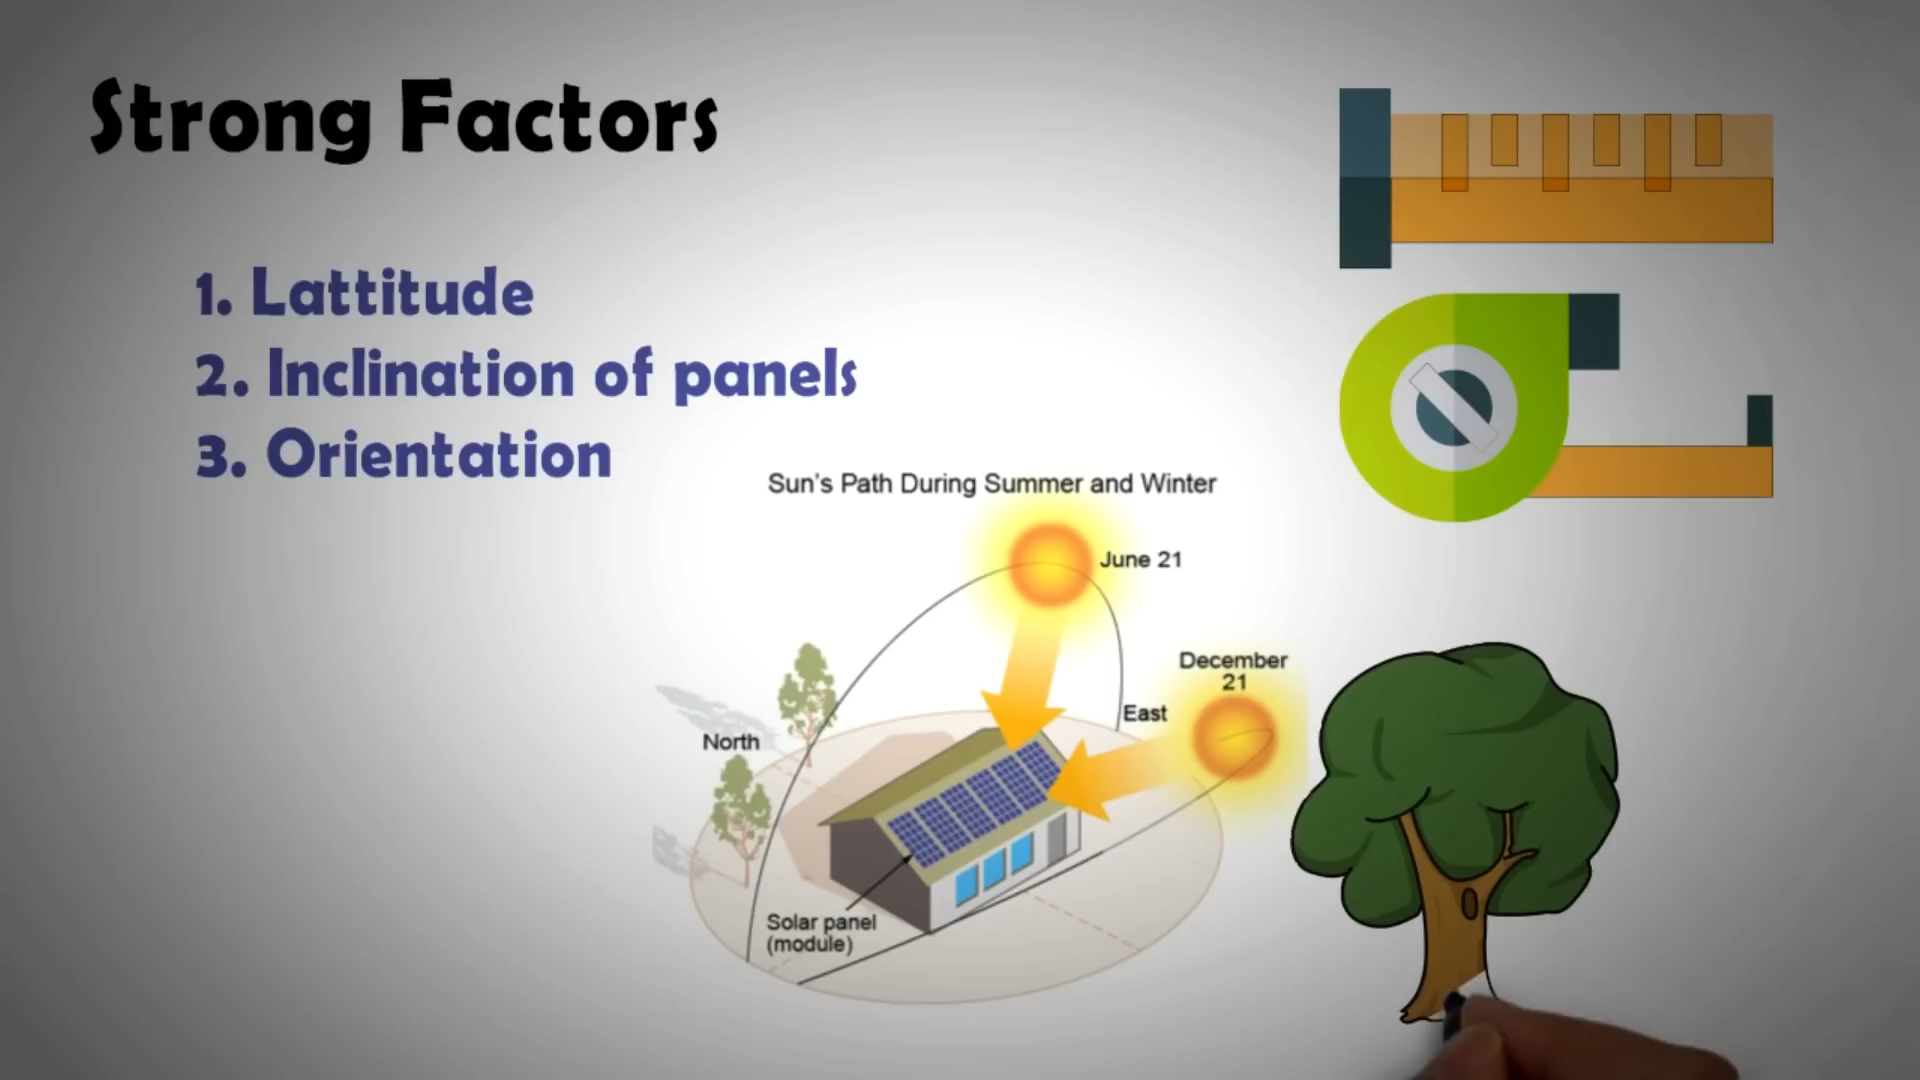 Strong Factors
1. Lattitude
2. Inclination of panels
3. Orientation
Sun's Path During Summer and Winter
June 21
December
21
East
North
Solar panel
(module)